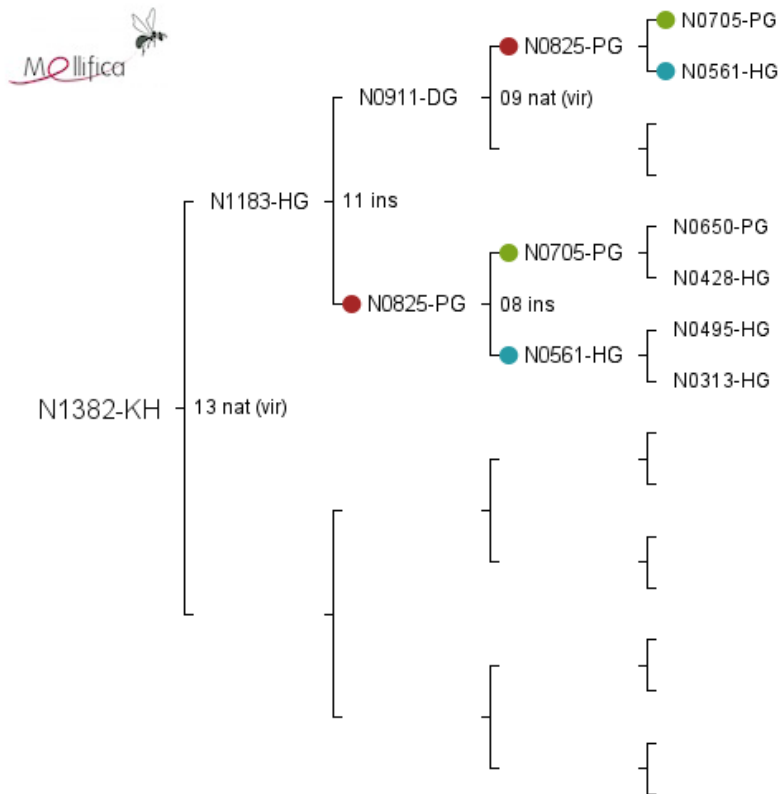 Mellifica
N0705-PG
N0825-PG
N0561-HG
N0911-DG
09 nat (vir)
N1183-HG
11 ins
N0650-PG
N0705-PG
N0428-HG
N0825-PG
08 ins
N0495-HG
N0561-HG
N0313-HG
N1382-KH
13 nat (vir)